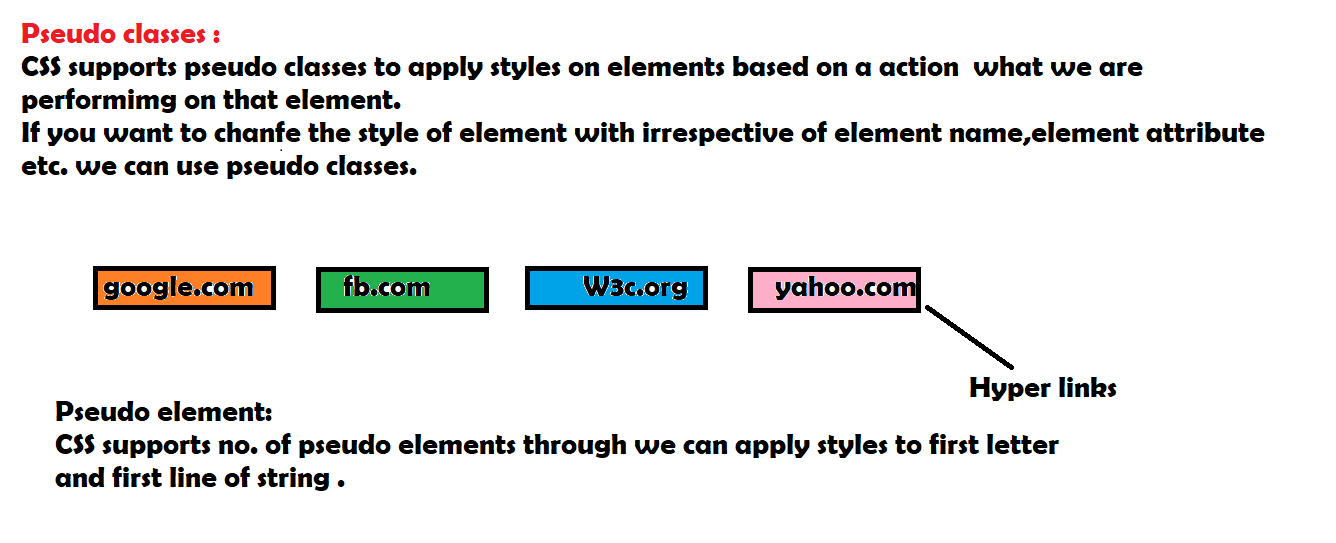 Pseudo classes :
CSS supports pseudo classes to apply styles on elements based on a action  what we are
performimg on that element.
If you want to chanfe the style of element with irrespective of element name,element attribute
etc. we can use pseudo classes.
google.com
fb.com
W3c.org
yahoo.com
Hyper links
Pseudo element:
CSS supports no. of pseudo elements through we can apply styles to first letter
and first line of string .